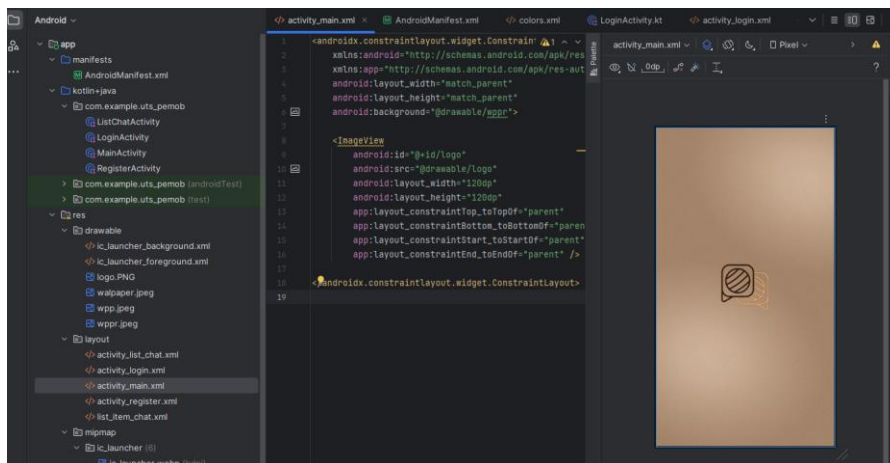 Android
app
manifests
AndroidManifest.xml
kotlin+java
com.example.uts_pemob
ListChatActivity
LoginActivity
MainActivity
RegisterActivity
com.example.uts_pemob (androidTest)
com.example.uts_pemob (test)
res
drawable
ic_launcher_background.xml
ic_launcher_foreground.xml
logo.PNG
walpaper.jpeg
wpp.jpeg
wppr.jpeg
layout
activity_list_chat.xml
activity_login.xml
activity_main.xml
activity_register.xml
list_item_chat.xml
mipmap
ic_launcher (6)
activity_main.xml AndroidManifest.xml colors.xml LoginActivity.kt activity_login.xml
1 <androidx.constraintlayout.widget.Constrain 1
2 xmlns:android="http://schemas.android.com/apk/res
3 xmlns:app="http://schemas.android.com/apk/res-aut
4 android:layout_width="match_parent"
5 android:layout_height="match_parent"
6 android:background="@drawable/wppr">
7
8 <ImageView
9 android:id="@+id/logo"
10 android:src="@drawable/logo"
11 android:layout_width="120dp"
12 android:layout_height="120dp"
13 app:layout_constraintTop_toTopOf="parent"
14 app:layout_constraintBottom_toBottomOf="paren
15 app:layout_constraintStart_toStartOf="parent"
16 app:layout_constraintEnd_toEndOf="parent" />
17
18 </androidx.constraintlayout.widget.ConstraintLayout>
19
Palette
activity_main.xml Pixel
0dp
?